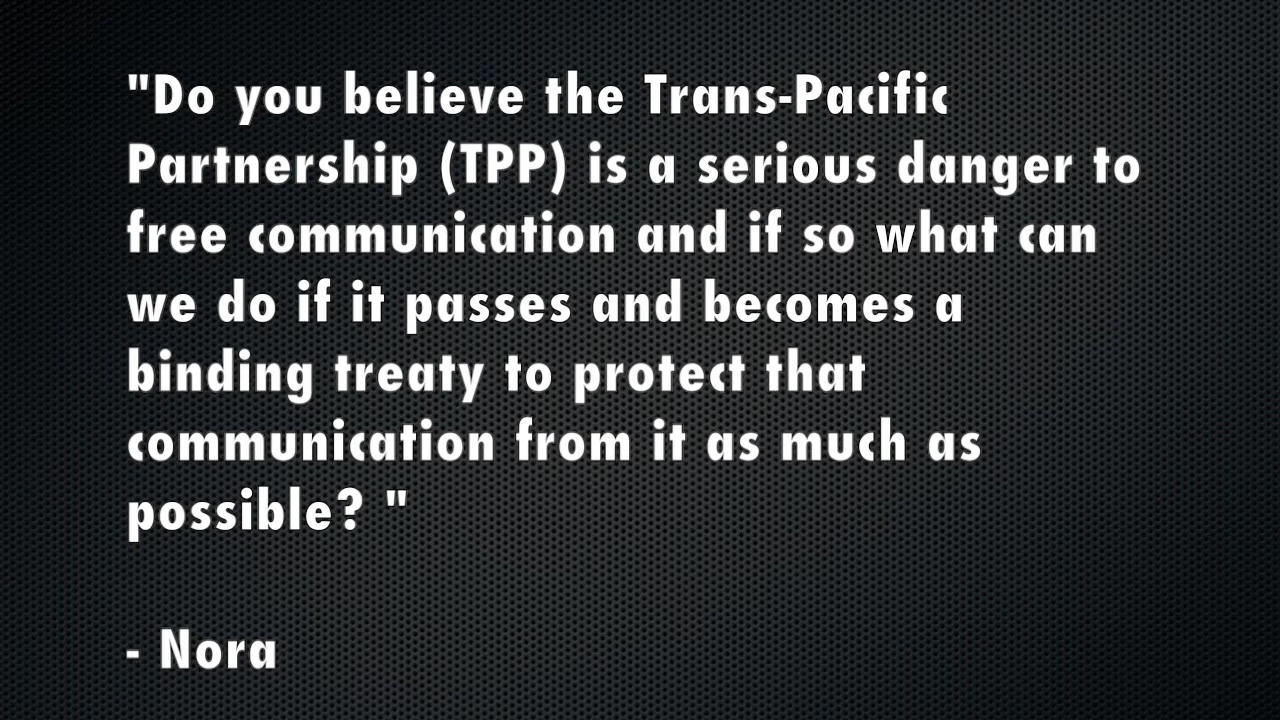 "Do you believe the Trans-Pacific
Partnership (TPP) is a serious danger to
free communication and if so what can
we do if it passes and becomes a
binding treaty to protect that
communication from it as much as
possible? "
- Nora